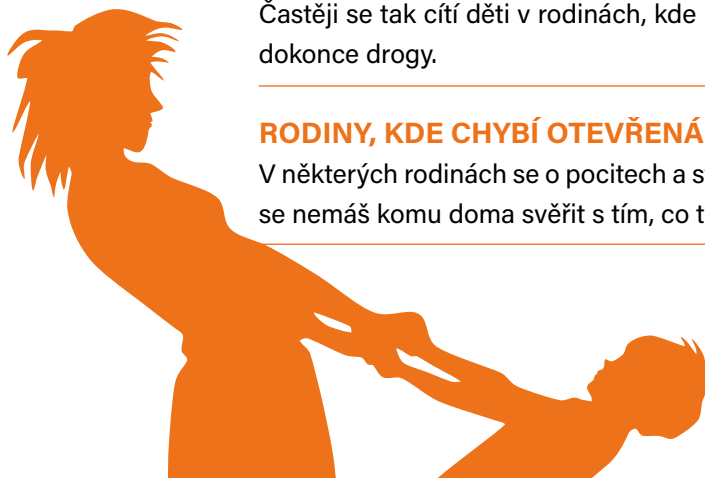 Častěji se tak cítí děti v rodinách, kde
dokonce drogy.
RODINY, KDE CHYBÍ OTEVŘENÁ
V některých rodinách se o pocitech a
se nemáš komu doma svěřit s tím, co